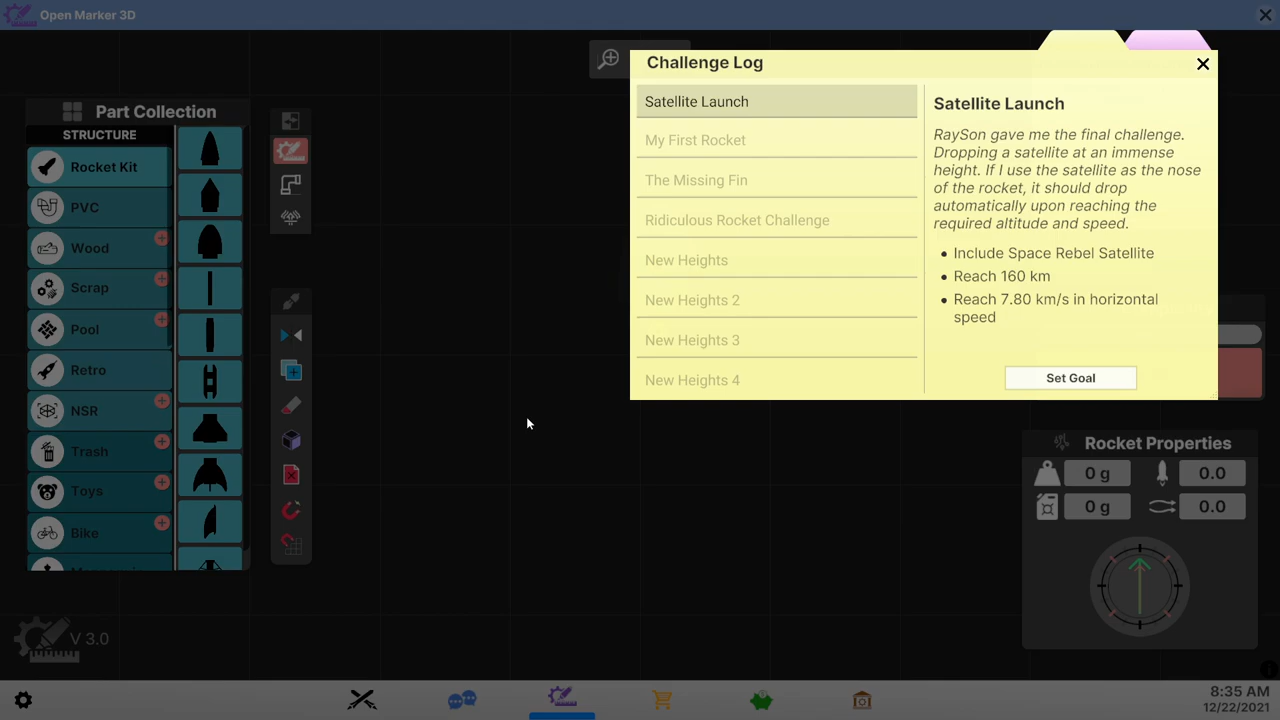 Open Marker 3D
Part Collection
STRUCTURE
Rocket Kit
PVC
Wood
Scrap
Pool
Retro
NSR
Trash
Toys
Bike
V 3.0
Challenge Log
Satellite Launch
My First Rocket
The Missing Fin
Ridiculous Rocket Challenge
New Heights
New Heights 2
New Heights 3
New Heights 4
Satellite Launch
RaySon gave me the final challenge.
Dropping a satellite at an immense
height. If I use the satellite as the nose
of the rocket, it should drop
automatically upon reaching the
required altitude and speed.
• Include Space Rebel Satellite
• Reach 160 km
• Reach 7.80 km/s in horizontal
speed
Set Goal
Rocket Properties
0 g
0.0
0 g
0.0
8:35 AM
12/22/2021